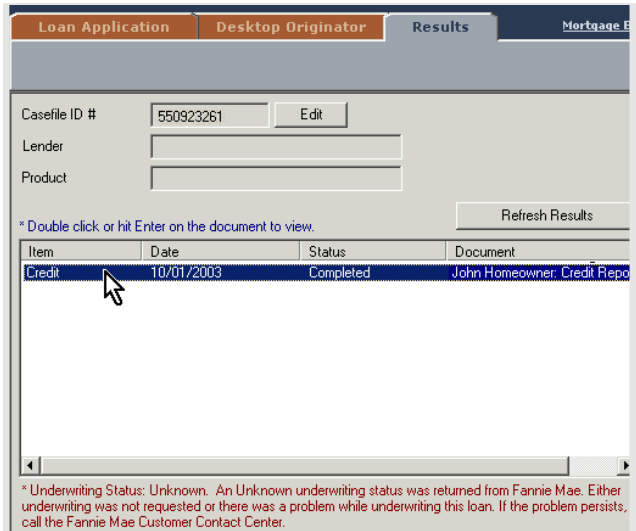 Loan Application Desktop Originator Results Mortgage
Casefile ID # 550923261 Edit
Lender
Product
* Double click or hit Enter on the document to view. Refresh Results
Item Date Status Document
Credit 10/01/2003 Completed John Homeowner: Credit Repo
* Underwriting Status: Unknown. An Unknown underwriting status was returned from Fannie Mae. Either
underwriting was not requested or there was a problem while underwriting this loan. If the problem persists,
call the Fannie Mae Customer Contact Center.